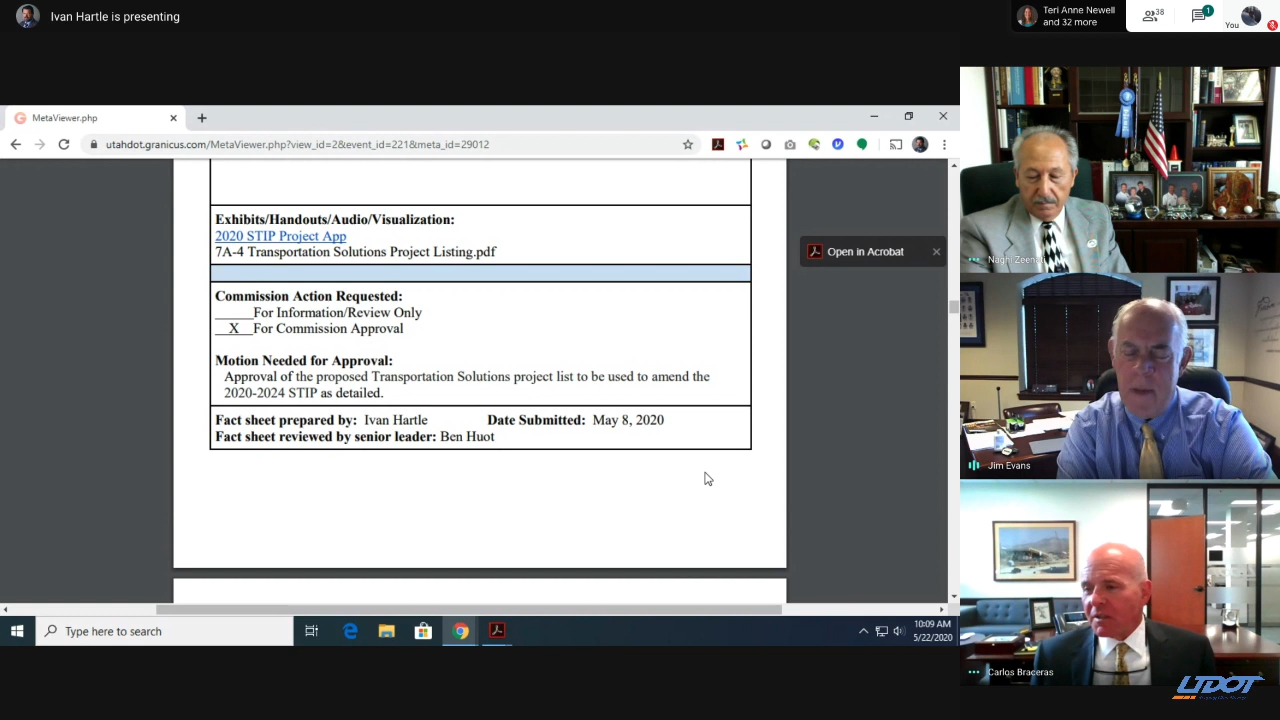 Ivan Hartle is presenting
Teri Anne Newell
and 32 more
38
1
You
MetaViewer.php
utahdot.granicus.com/MetaViewer.php?view_id=2&event_id=221&meta_id=29012
Exhibits/Handouts/Audio/Visualization:
2020 STIP Project App
7A-4 Transportation Solutions Project Listing.pdf
Open in Acrobat
Commission Action Requested:
______For Information/Review Only
__X__For Commission Approval
Motion Needed for Approval:
Approval of the proposed Transportation Solutions project list to be used to amend the
2020-2024 STIP as detailed.
Fact sheet prepared by: Ivan Hartle Date Submitted: May 8, 2020
Fact sheet reviewed by senior leader: Ben Huot
Type here to search
10:09 AM
5/22/2020
Naghi Zeenati
Jim Evans
Carlos Braceras
UDOT